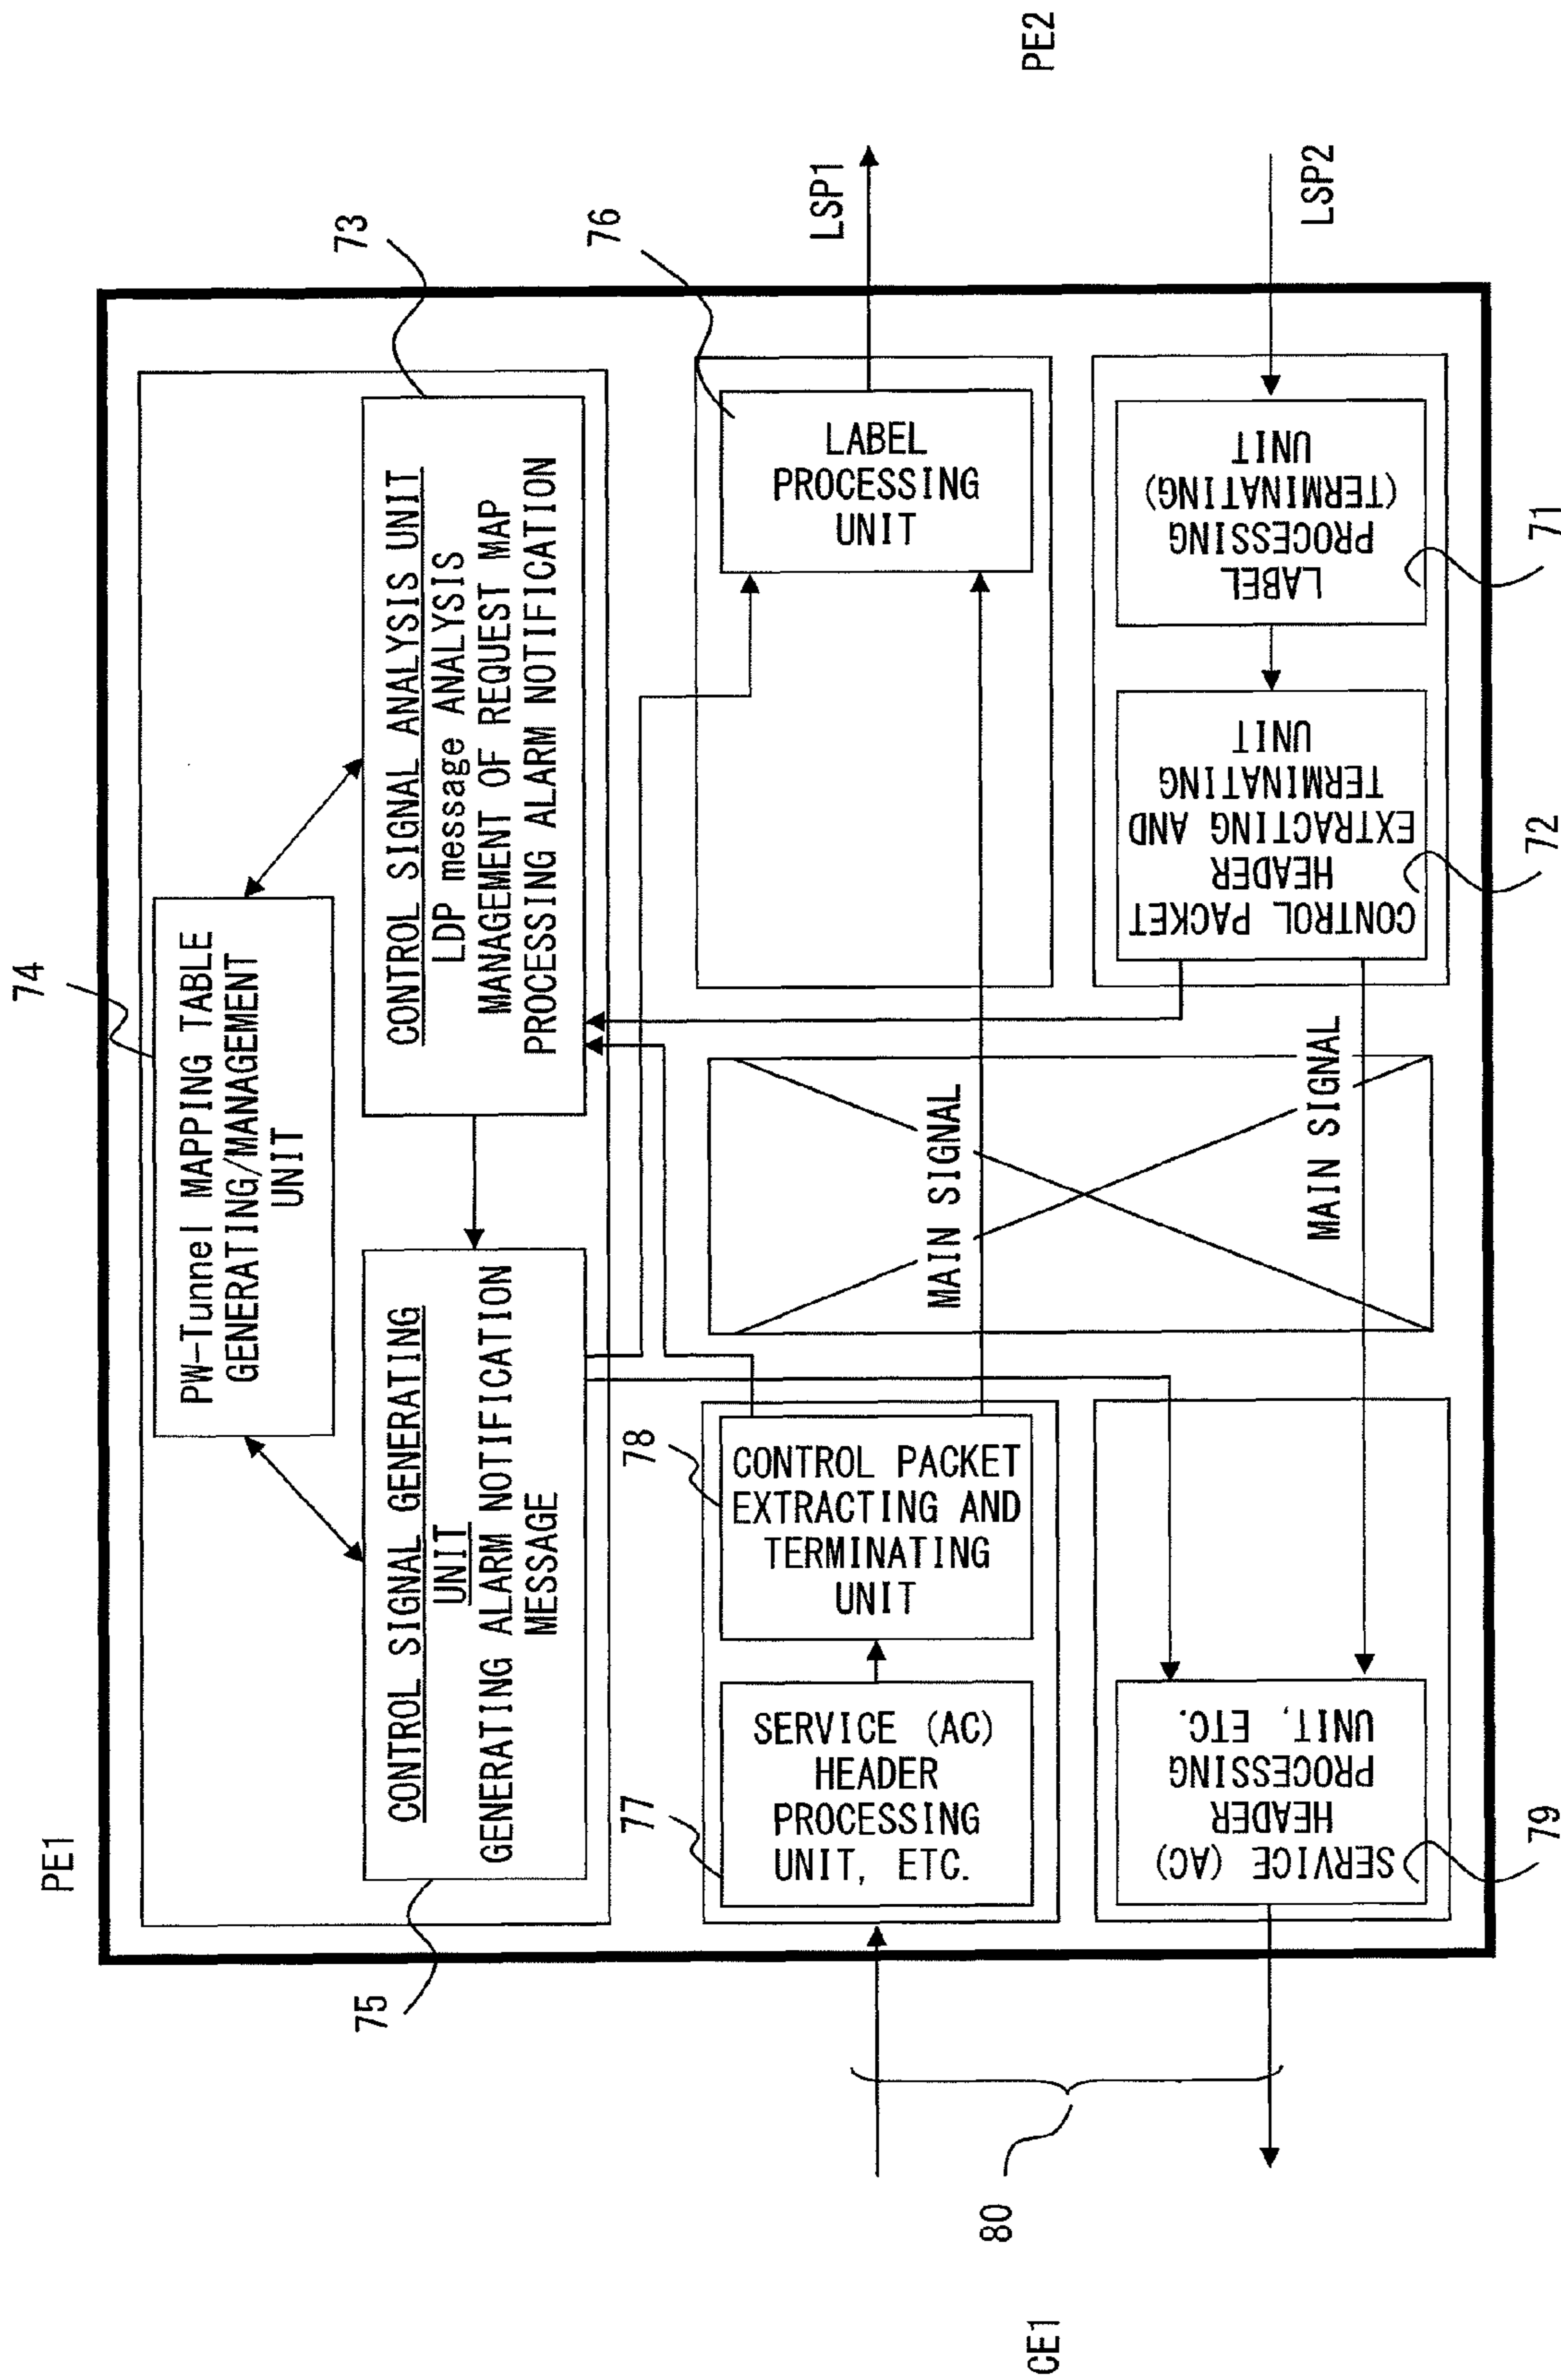 PE1
74
PW-Tunnel MAPPING TABLE
GENERATING/MANAGEMENT
UNIT
75
CONTROL SIGNAL GENERATING
UNIT
GENERATING ALARM NOTIFICATION
MESSAGE
73
CONTROL SIGNAL ANALYSIS UNIT
LDP message ANALYSIS
MANAGEMENT OF REQUEST MAP
PROCESSING ALARM NOTIFICATION
77
SERVICE (AC)
HEADER
PROCESSING
UNIT, ETC.
78
CONTROL PACKET
EXTRACTING AND
TERMINATING
UNIT
MAIN SIGNAL
76
LABEL
PROCESSING
UNIT
LSP1
CE1
80
PE2
79
SERVICE (AC)
HEADER
PROCESSING
UNIT, ETC.
MAIN SIGNAL
72
CONTROL PACKET
HEADER
EXTRACTING AND
TERMINATING
UNIT
71
LABEL
PROCESSING
(TERMINATING)
UNIT
LSP2